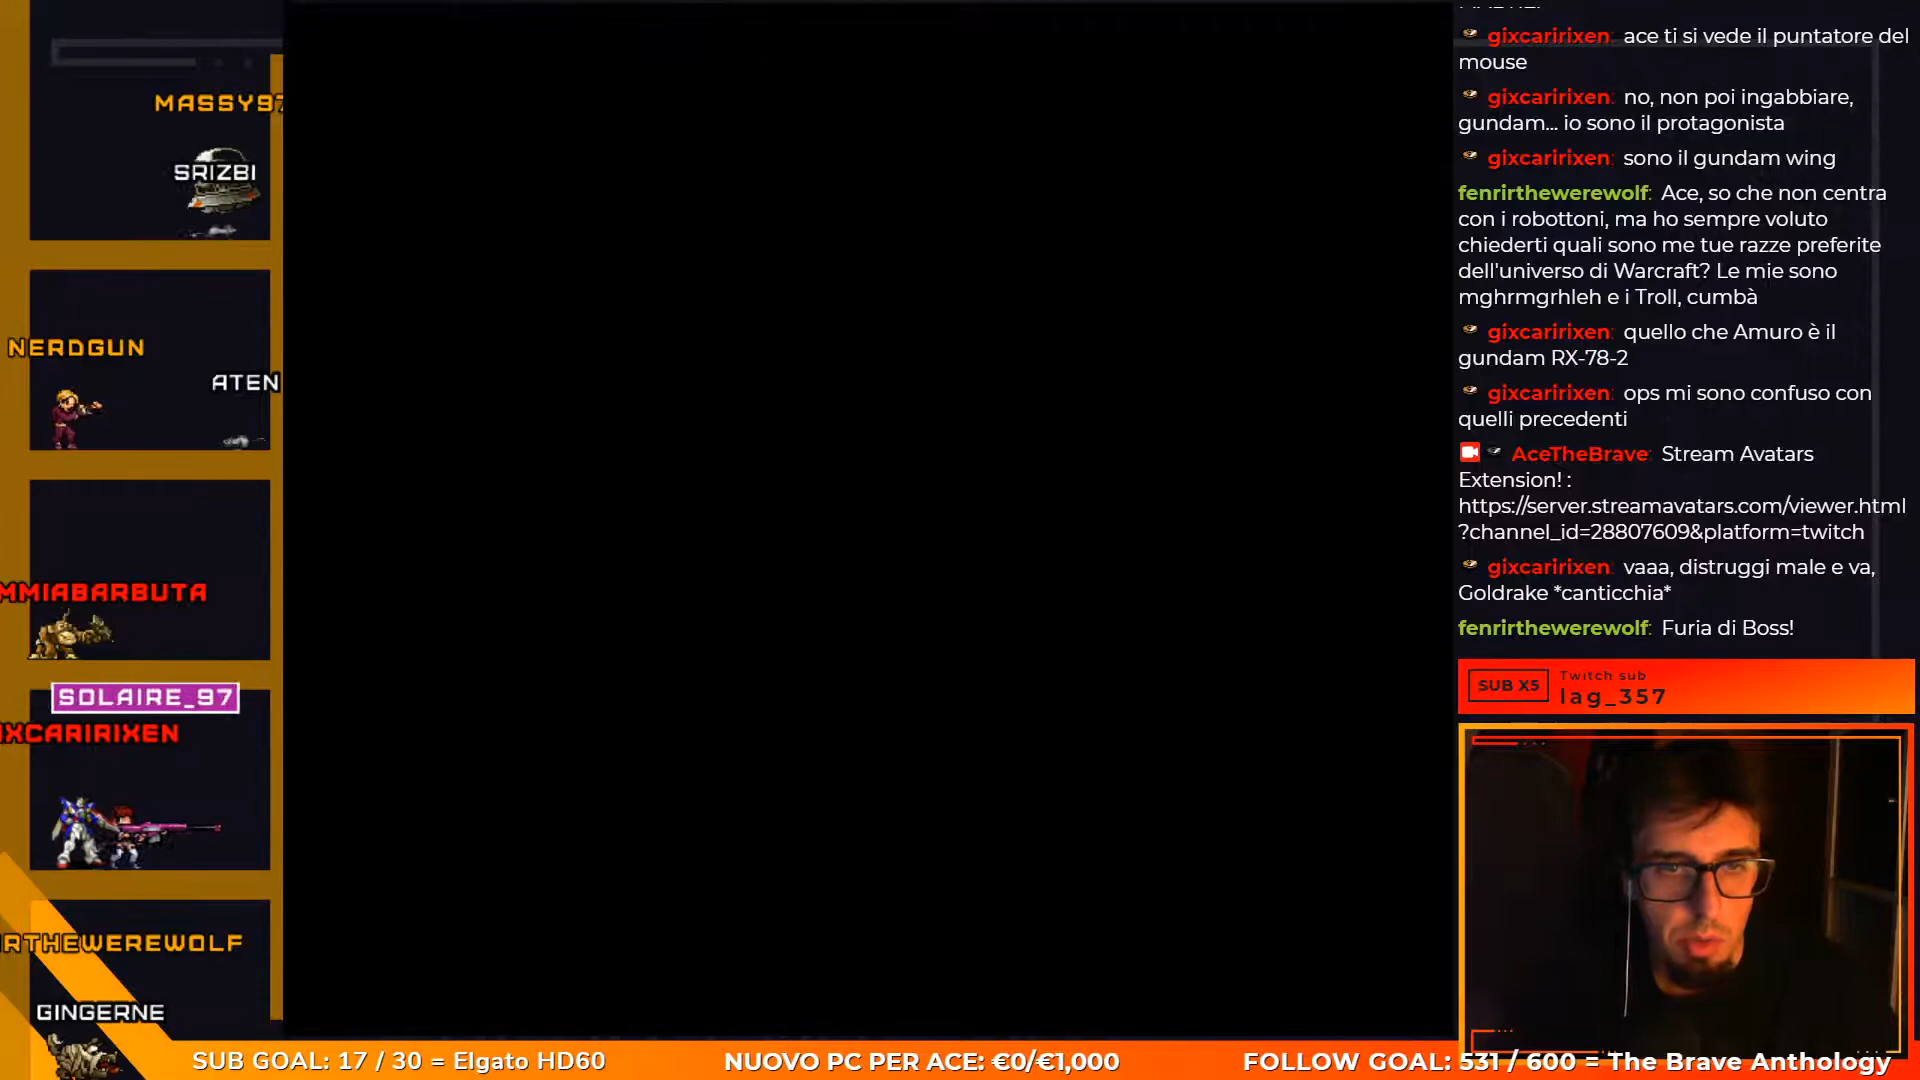 MASSY97
SRIZBI
NERDGUN
ATEN
MMIABARBUTA
SOLAIRE_97
IXCARIRIXEN
RTHEWEREWOLF
GINGERNE
gixcaririxen: ace ti si vede il puntatore del
mouse
gixcaririxen: no, non poi ingabbiare,
gundam... io sono il protagonista
gixcaririxen: sono il gundam wing
fenrirthewerewolf: Ace, so che non centra
con i robottoni, ma ho sempre voluto
chiederti quali sono me tue razze preferite
dell'universo di Warcraft? Le mie sono
mghrmgrhleh e i Troll, cumbà
gixcaririxen: quello che Amuro è il
gundam RX-78-2
gixcaririxen: ops mi sono confuso con
quelli precedenti
AceTheBrave: Stream Avatars
Extension! :
https://server.streamavatars.com/viewer.html
?channel_id=28807609&platform=twitch
gixcaririxen: vaaa, distruggi male e va,
Goldrake *canticchia*
fenrirthewerewolf: Furia di Boss!
SUB X5
Twitch sub
lag_357
SUB GOAL: 17 / 30 = Elgato HD60
NUOVO PC PER ACE: €0/€1,000
FOLLOW GOAL: 531 / 600 = The Brave Anthology